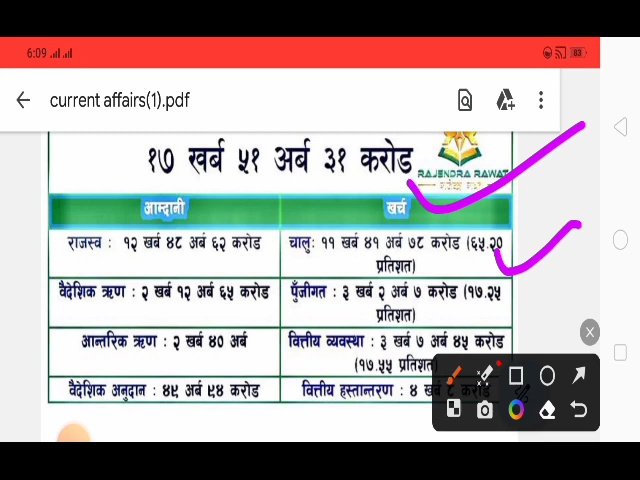 6:09
83
current affairs(1).pdf
१७ खर्ब ५१ अर्ब ३१ करोड
RAJENDRA RAWAT
आम्दानी
खर्च
राजस्व : १२ खर्ब ४८ अर्ब ६२ करोड
चालु: ११ खर्ब ४१ अर्ब ७८ करोड (६५.२०
प्रतिशत)
वैदेशिक ऋण : २ खर्ब १२ अर्ब ६५ करोड
पुँजीगत : ३ खर्ब २ अर्ब ७ करोड (१७.२५
प्रतिशत)
आन्तरिक ऋण : २ खर्ब ४० अर्ब
वित्तीय व्यवस्था : ३ खर्ब ७ अर्ब ४५ करोड
(१७.५५ प्रतिशत)
वैदेशिक अनुदान : ४९ अर्ब ९४ करोड
वित्तीय हस्तान्तरण : ४ खर्ब ८ करोड